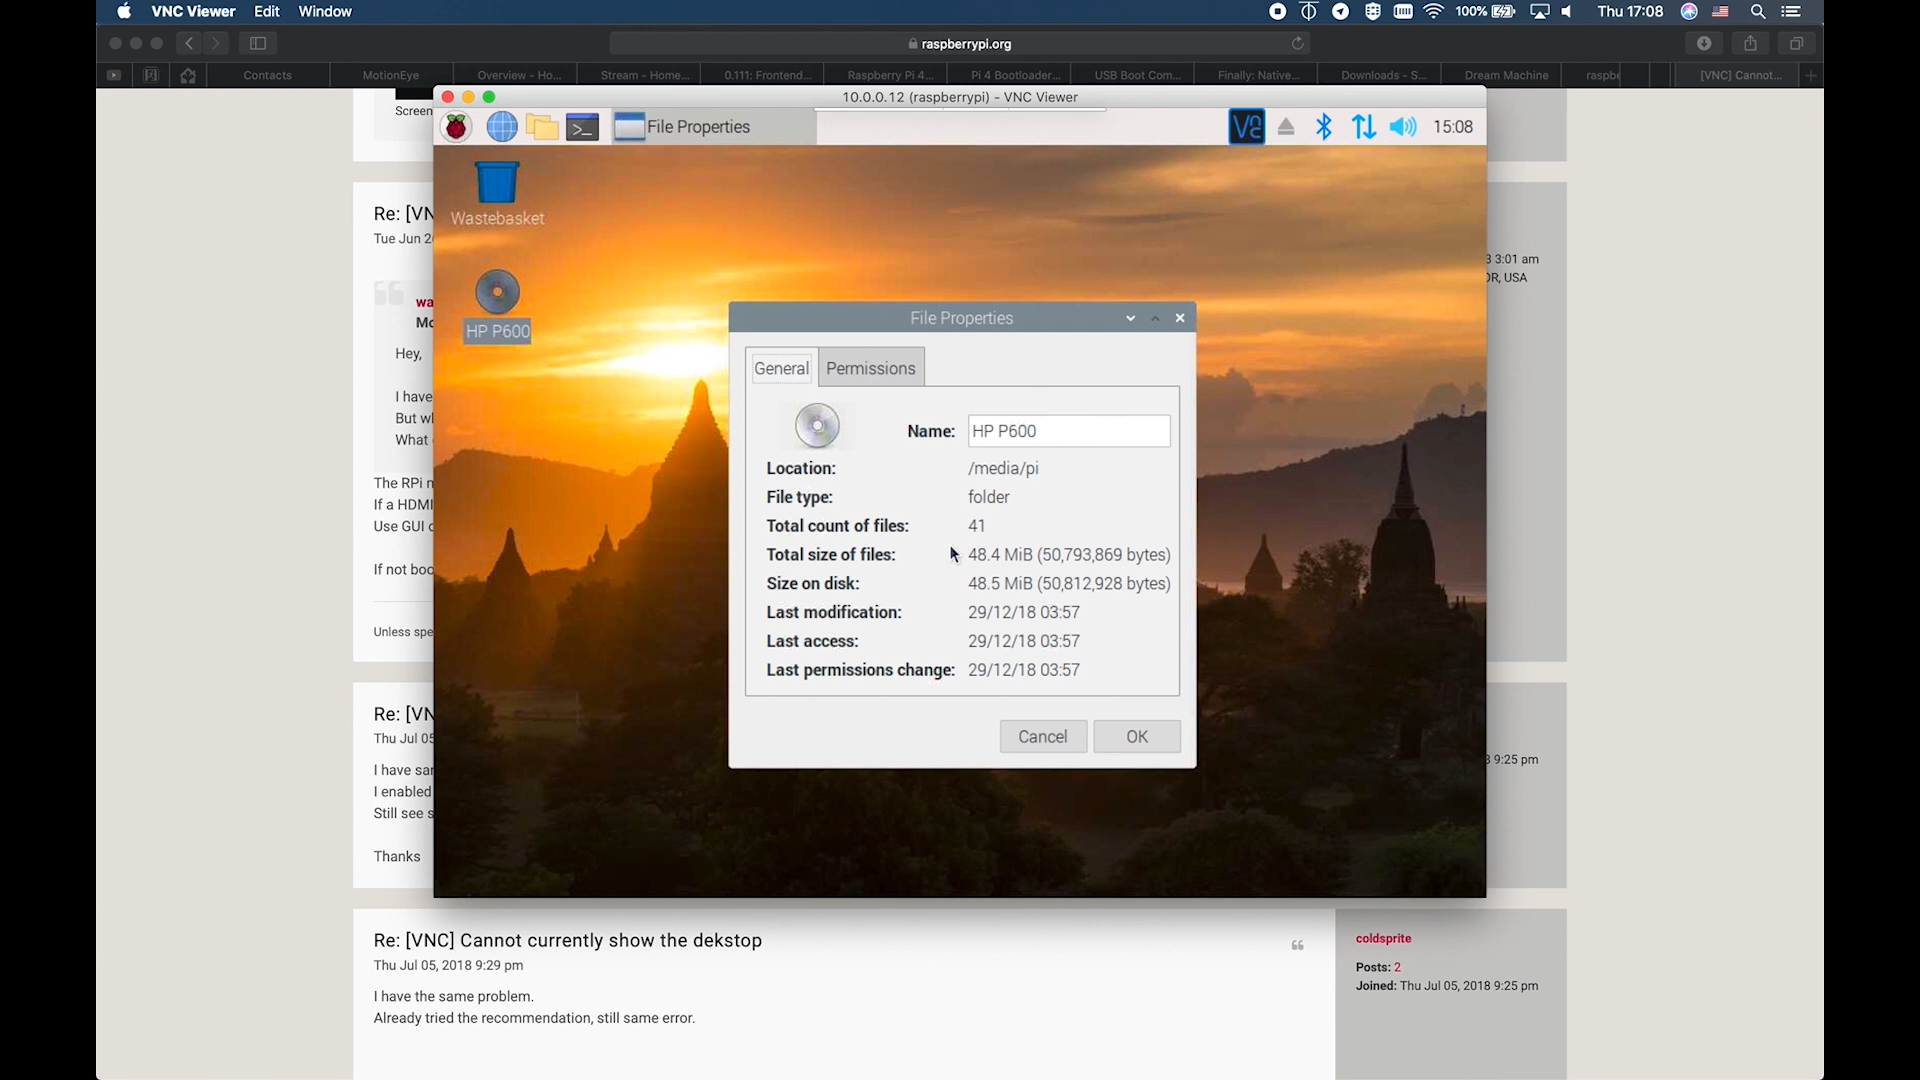 VNC Viewer Edit Window 100% Thu 17:08
raspberrypi.org
Contacts MotionEye Overview - Ho... Stream - Home... 0.111: Frontend... Raspberry Pi 4... Pi 4 Bootloader... USB Boot Com... Finally: Native... Downloads - S... Dream Machine raspbe [VNC] Cannot...
10.0.0.12 (raspberrypi) - VNC Viewer
File Properties 15:08
Screen
Wastebasket
HP P600
Re: [VN
Tue Jun 2
wa
Mo
Hey,
I have
But wh
What
The RPi n
If a HDMI
Use GUI o
If not boo
Unless spe
3 3:01 am
OR, USA
File Properties
General Permissions
Name: HP P600
Location: /media/pi
File type: folder
Total count of files: 41
Total size of files: 48.4 MiB (50,793,869 bytes)
Size on disk: 48.5 MiB (50,812,928 bytes)
Last modification: 29/12/18 03:57
Last access: 29/12/18 03:57
Last permissions change: 29/12/18 03:57
Cancel OK
Re: [VN
Thu Jul 05
I have sar
I enabled
Still see s
Thanks
9:25 pm
Re: [VNC] Cannot currently show the dekstop
Thu Jul 05, 2018 9:29 pm
I have the same problem.
Already tried the recommendation, still same error.
coldsprite
Posts: 2
Joined: Thu Jul 05, 2018 9:25 pm